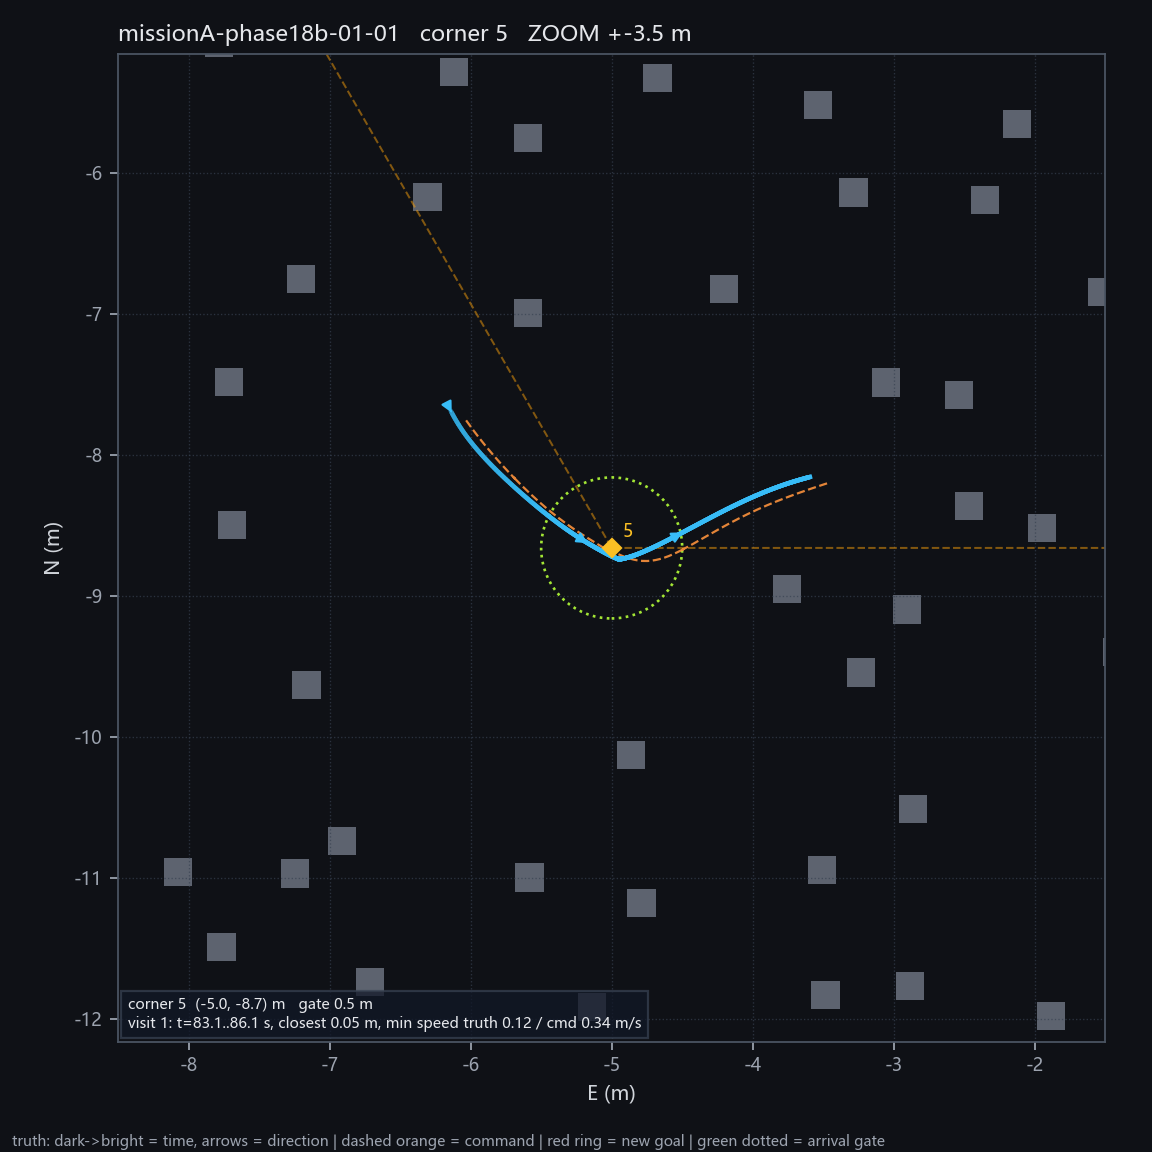 missionA-phase18b-01-01   corner 5   ZOOM +-3.5 m
-6
-7
-8
-9
-10
-11
-12
N (m)
5
corner 5  (-5.0, -8.7) m   gate 0.5 m
visit 1: t=83.1..86.1 s, closest 0.05 m, min speed truth 0.12 / cmd 0.34 m/s
-8 -7 -6 -5 -4 -3 -2
E (m)
truth: dark->bright = time, arrows = direction | dashed orange = command | red ring = new goal | green dotted = arrival gate